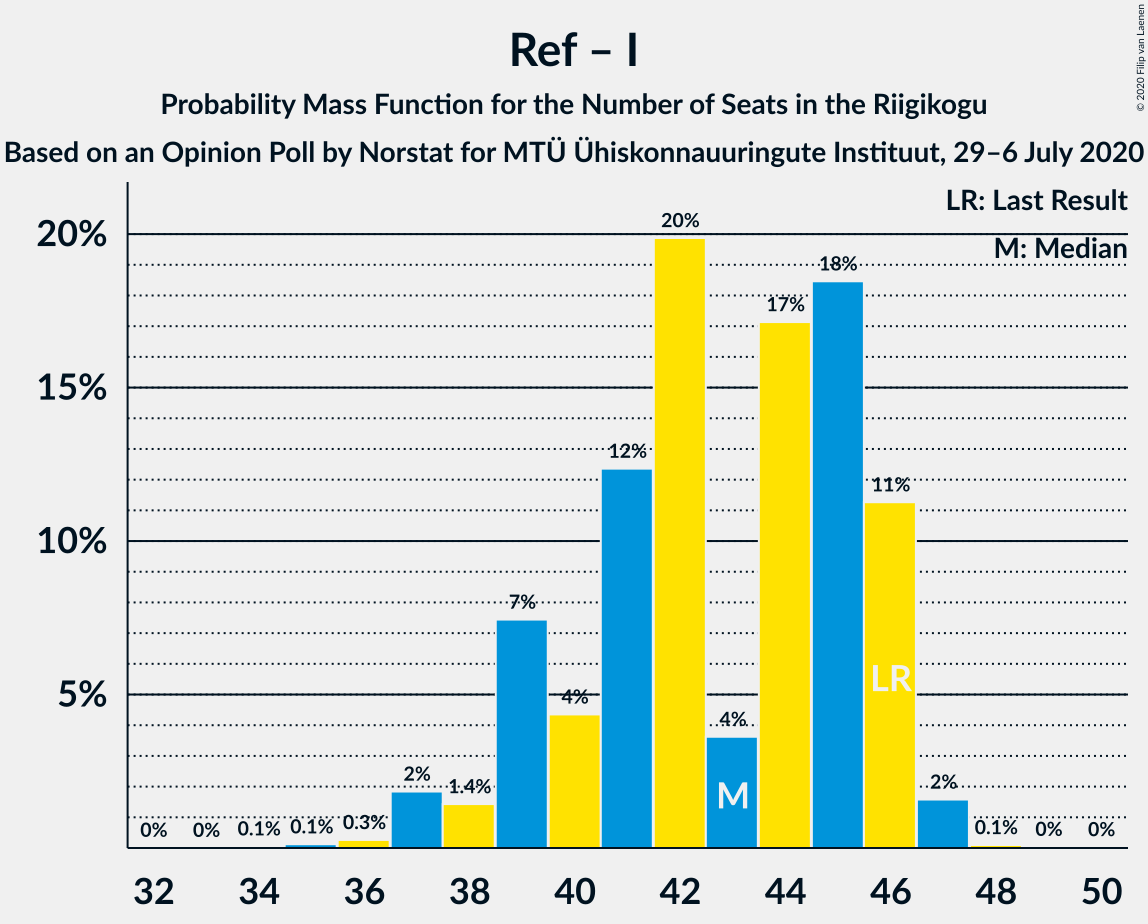 Ref – I
Probability Mass Function for the Number of Seats in the Riigikogu
Based on an Opinion Poll by Norstat for MTÜ Ühiskonnauuringute Instituut, 29–6 July 2020
© 2020 Filip van Laenen
LR: Last Result
M: Median
20%
15%
10%
5%
0%
0%
0.1%
0.1%
0.3%
2%
1.4%
7%
4%
12%
20%
4%
17%
18%
11%
2%
0.1%
0%
0%
M
LR
32 34 36 38 40 42 44 46 48 50